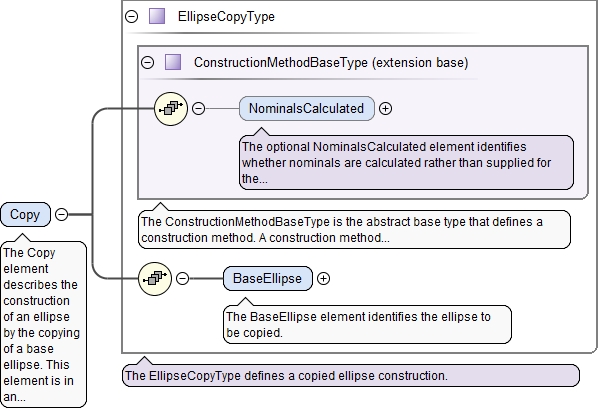 EllipseCopyType
ConstructionMethodBaseType (extension base)
NominalsCalculated
The optional NominalsCalculated element identifies
whether nominals are calculated rather than supplied for
the...
Copy
The Copy
element
describes the
construction
of an ellipse
by the copying
of a base
ellipse. This
element is in
an...
The ConstructionMethodBaseType is the abstract base type that defines a
construction method. A construction method...
BaseEllipse
The BaseEllipse element identifies the ellipse to
be copied.
The EllipseCopyType defines a copied ellipse construction.